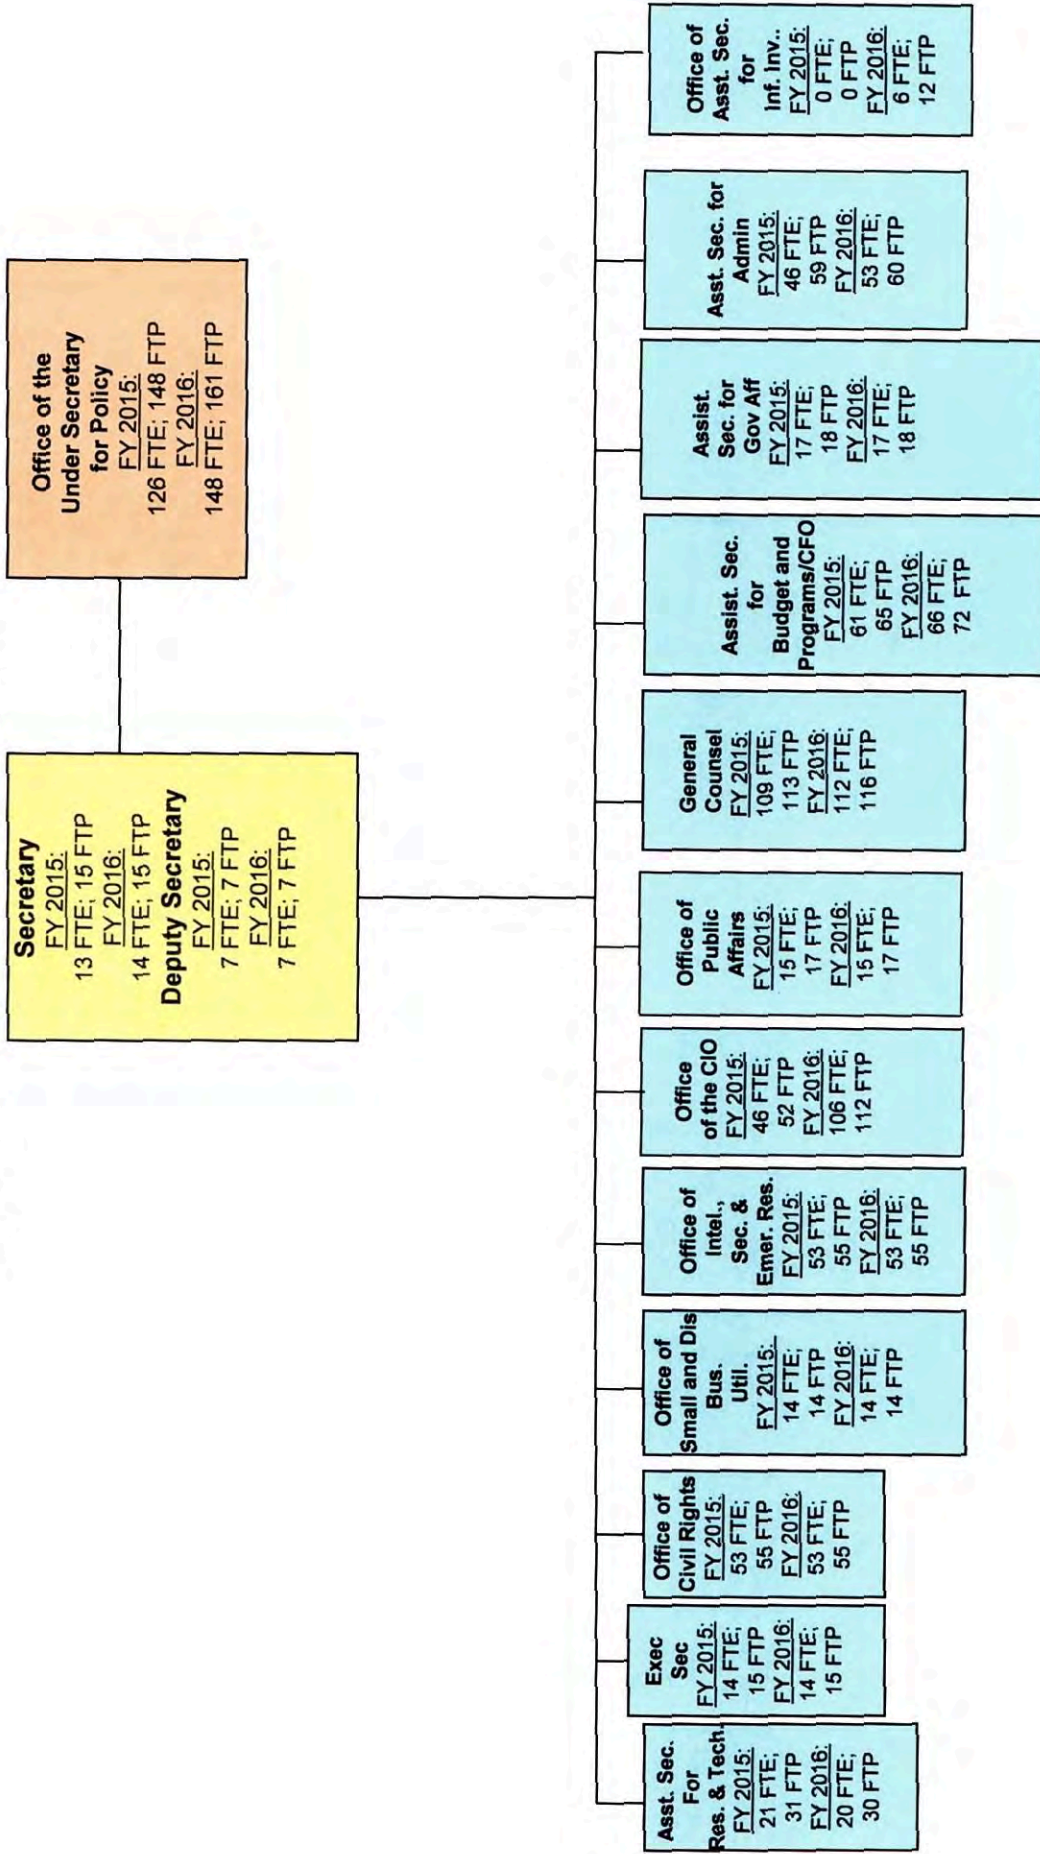 Secretary
FY 2015:
13 FTE; 15 FTP
FY 2016:
14 FTE; 15 FTP
Deputy Secretary
FY 2015:
7 FTE; 7 FTP
FY 2016:
7 FTE; 7 FTP
Office of the
Under Secretary
for Policy
FY 2015:
126 FTE; 148 FTP
FY 2016:
148 FTE; 161 FTP
Asst. Sec.
For
Res. & Tech.
FY 2015:
21 FTE;
31 FTP
FY 2016:
20 FTE;
30 FTP
Exec
Sec
FY 2015:
14 FTE;
15 FTP
FY 2016:
14 FTE;
15 FTP
Office of
Civil Rights
FY 2015:
53 FTE;
55 FTP
FY 2016:
53 FTE;
55 FTP
Office of
Small and Dis
Bus.
Util.
FY 2015:
14 FTE;
14 FTP
FY 2016:
14 FTE;
14 FTP
Office of
Intel.,
Sec. &
Emer. Res.
FY 2015:
53 FTE;
55 FTP
FY 2016:
53 FTE;
55 FTP
Office
of the CIO
FY 2015:
46 FTE;
52 FTP
FY 2016:
106 FTE;
112 FTP
Office of
Public
Affairs
FY 2015:
15 FTE;
17 FTP
FY 2016:
15 FTE;
17 FTP
General
Counsel
FY 2015:
109 FTE;
113 FTP
FY 2016:
112 FTE;
116 FTP
Assist. Sec.
for
Budget and
Programs/CFO
FY 2015:
61 FTE;
65 FTP
FY 2016:
66 FTE;
72 FTP
Assist.
Sec. for
Gov Aff
FY 2015:
17 FTE;
18 FTP
FY 2016:
17 FTE;
18 FTP
Asst. Sec. for
Admin
FY 2015:
46 FTE;
59 FTP
FY 2016:
53 FTE;
60 FTP
Office of
Asst. Sec.
for
Inf. Inv..
FY 2015:
0 FTE;
0 FTP
FY 2016:
6 FTE;
12 FTP